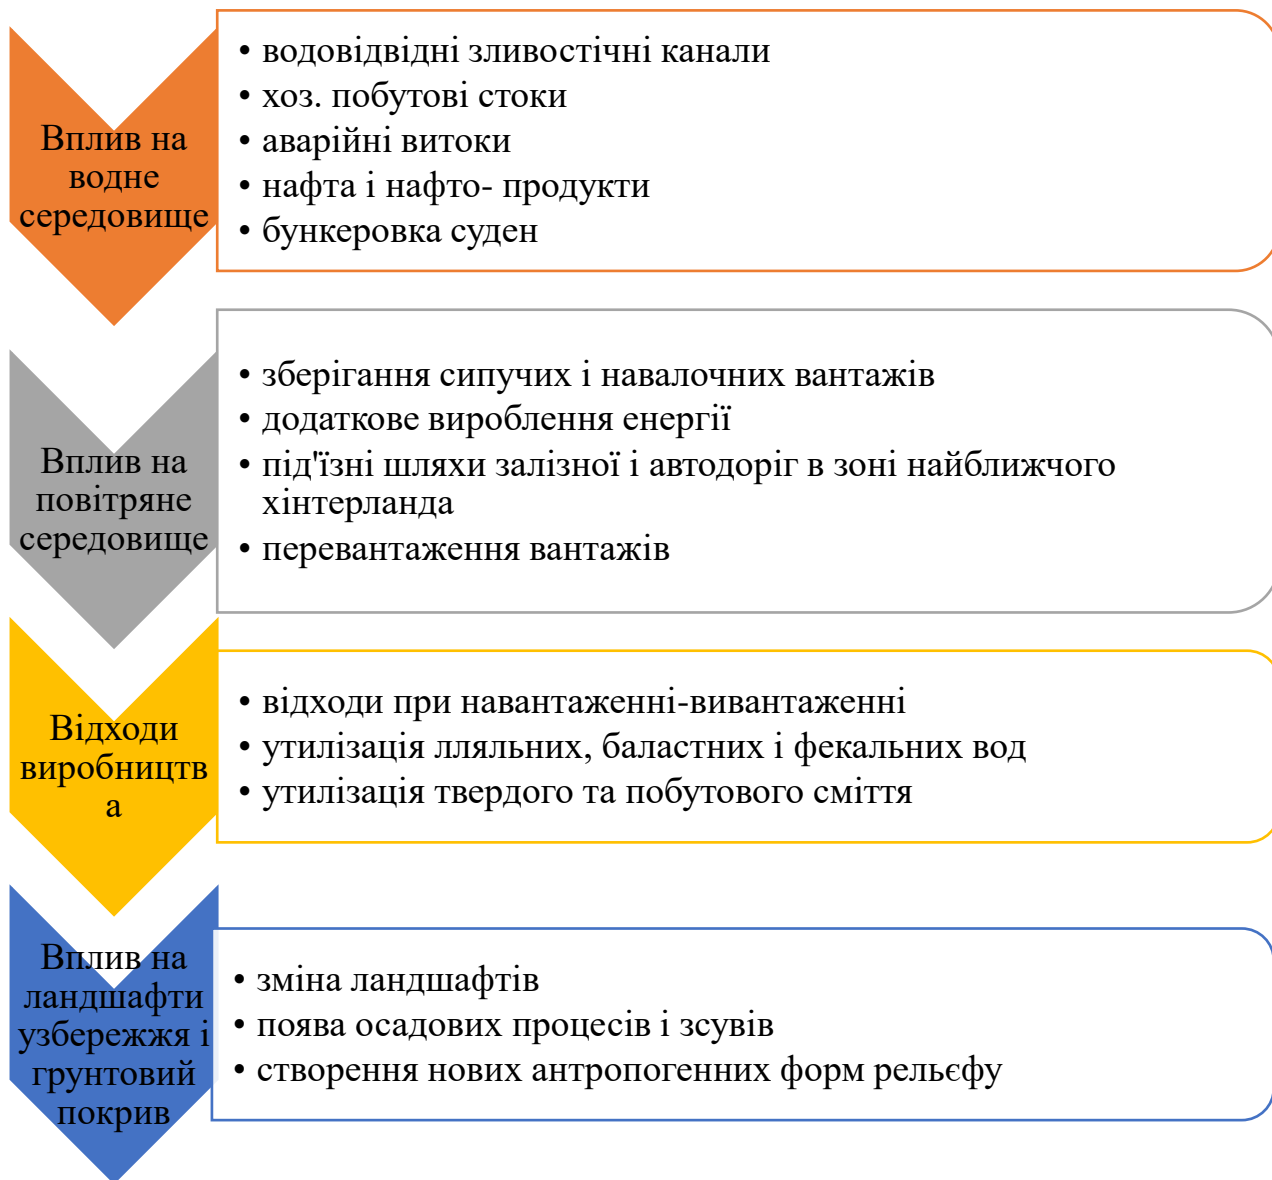 Вплив на
водне
середовище
• водовідвідні зливостічні канали
• хоз. побутові стоки
• аварійні витоки
• нафта і нафто- продукти
• бункеровка суден
Вплив на
повітряне
середовище
• зберігання сипучих і навалочних вантажів
• додаткове вироблення енергії
• під'їзні шляхи залізної і автодоріг в зоні найближчого
хінтерланда
• перевантаження вантажів
Відходи
виробництв
а
• відходи при навантаженні-вивантаженні
• утилізація лляльних, баластних і фекальних вод
• утилізація твердого та побутового сміття
Вплив на
ландшафти
узбережжя і
грунтовий
покрив
• зміна ландшафтів
• поява осадових процесів і зсувів
• створення нових антропогенних форм рельєфу